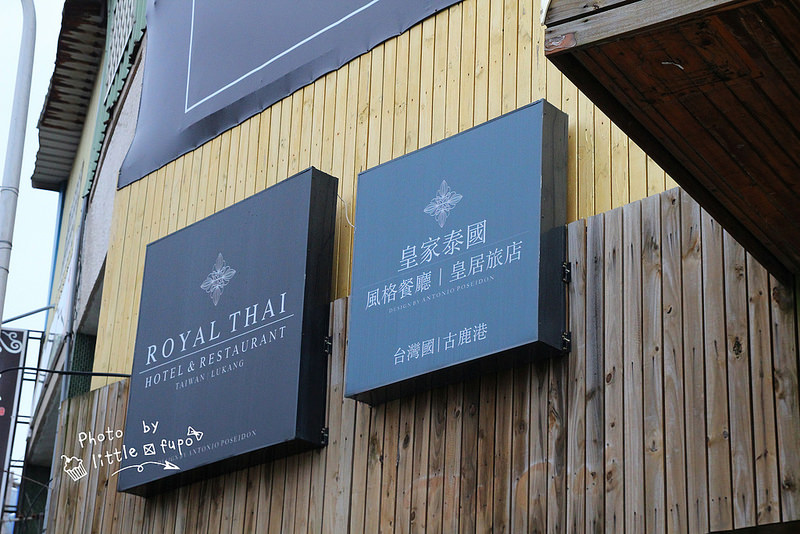 ROYAL THAI
HOTEL & RESTAURANT
TAIWAN | LUKANG
DESIGN BY ANTONIO POSEIDON
皇家泰國
風格餐廳 | 皇居旅店
DESIGN BY ANTONIO POSEIDON
台灣國 | 古鹿港
Photo by
little fupo